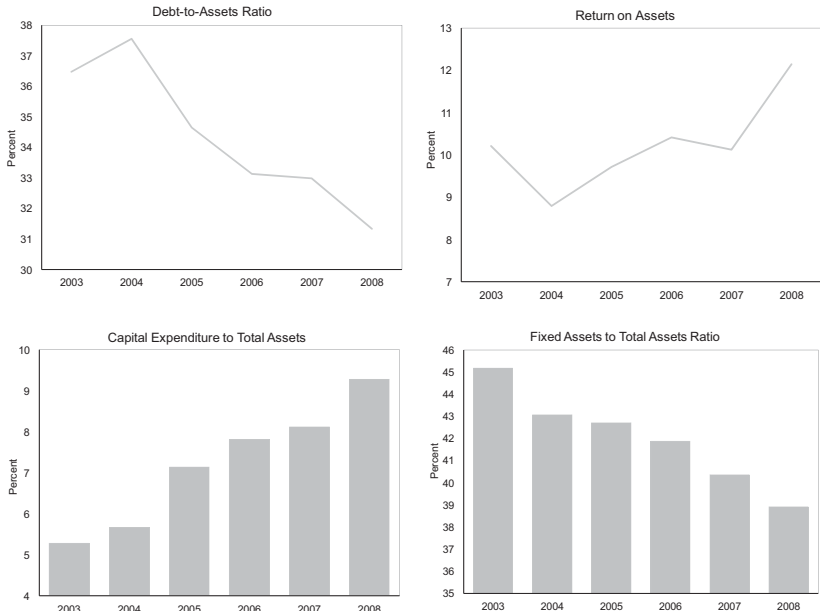 Debt-to-Assets Ratio
38
37
36
35
34
33
32
31
30
Percent
2003 2004 2005 2006 2007 2008
Return on Assets
13
12
11
10
9
8
7
Percent
2003 2004 2005 2006 2007 2008
Capital Expenditure to Total Assets
10
9
8
7
6
5
4
Percent
2003 2004 2005 2006 2007 2008
Fixed Assets to Total Assets Ratio
46
45
44
43
42
41
40
39
38
37
36
35
Percent
2003 2004 2005 2006 2007 2008